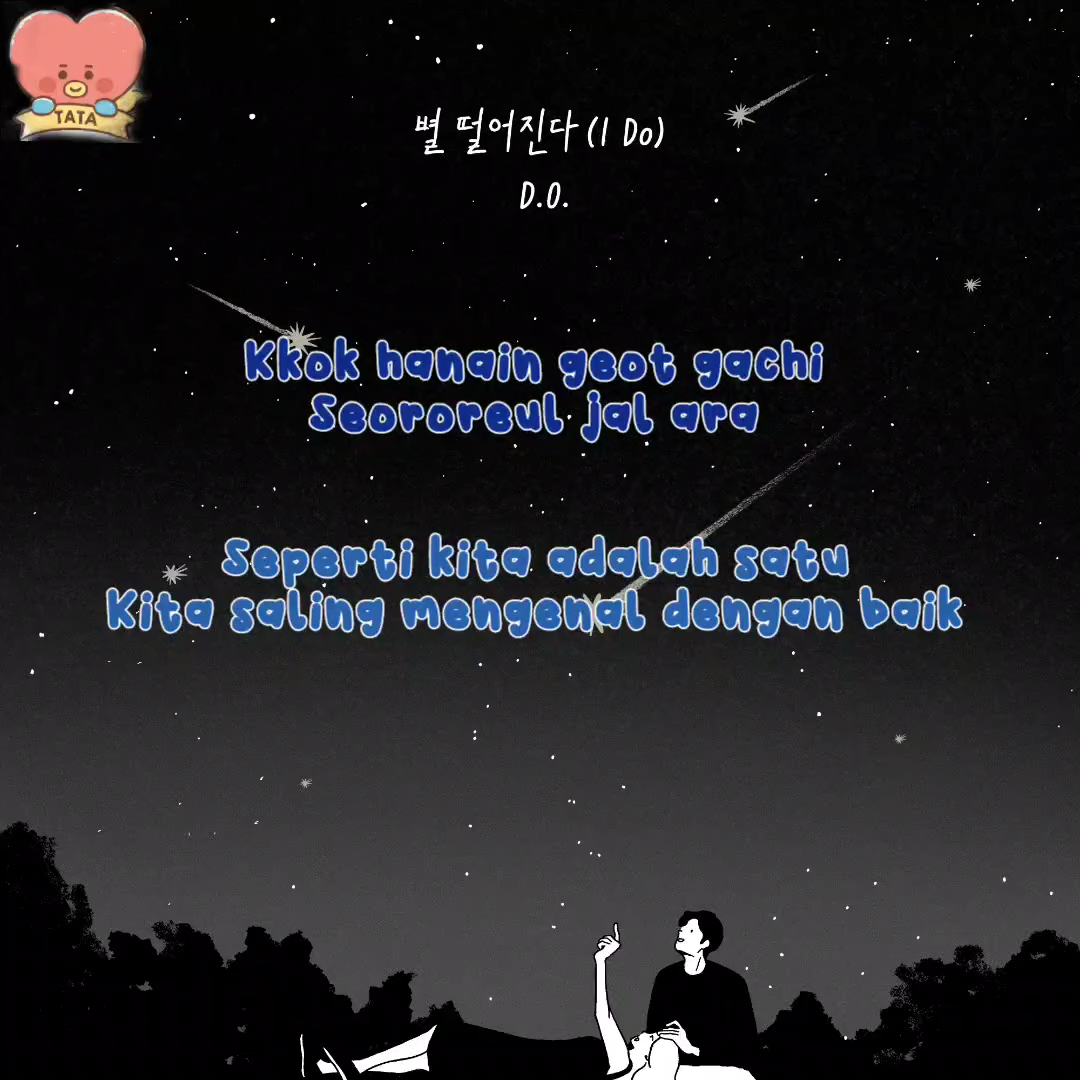 TATA
별 떨어진다 (I Do)
D.O.
Kkok hanain geot gachi
Seororeul jal ara
Seperti kita adalah satu
Kita saling mengenal dengan baik